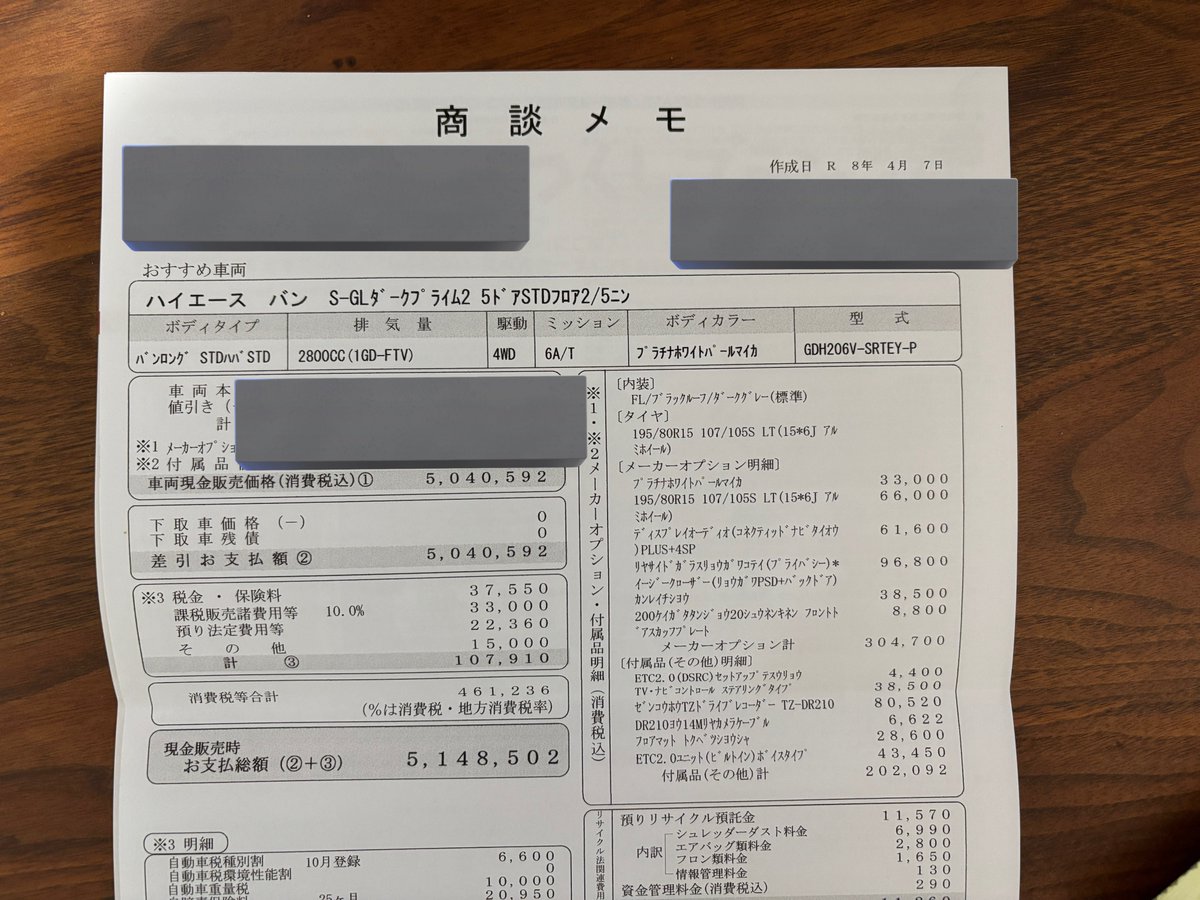 商談メモ
作成日 R 8年 4月 7日
おすすめ車両
ハイエース バン S-GLﾀﾞｰｸﾌﾟﾗｲﾑ2 5ﾄﾞｱSTDﾌﾛｱ2/5ﾆﾝ
ボディタイプ 排気量 駆動 ミッション ボディカラー 型式
ﾊﾞﾝﾛﾝｸﾞ STDﾊﾊﾞSTD 2800CC(1GD-FTV) 4WD 6A/T ﾌﾟﾗﾁﾅﾎﾜｲﾄﾊﾟｰﾙﾏｲｶ GDH206V-SRTEY-P
車両本
値引き(
計
※1 ﾒｰｶｰｵﾌﾟｼｮ
※2 付属品
車両現金販売価格(消費税込)① 5,040,592
下取車価格(－) 0
下取車残債 0
差引お支払額② 5,040,592
※3 税金・保険料 37,550
課税販売諸費用等 10.0% 33,000
預り法定費用等 22,360
その他 15,000
計 ③ 107,910
消費税等合計 461,236
(%は消費税・地方消費税率)
現金販売時
お支払総額(②+③) 5,148,502
※3 明細
自動車税種別割 10月登録 6,600
自動車税環境性能割 0
自動車重量税 10,000
自賠責保険料 25ヶ月 20,950
※1・※2メーカーオプション・付属品明細(消費税込)
[内装]
FL/ﾌﾞﾗｯｸﾙｰﾌ/ﾀﾞｰｸｸﾞﾚｰ(標準)
[タイヤ]
195/80R15 107/105S LT(15*6J ｱﾙ
ﾐﾎｲｰﾙ)
[メーカーオプション明細]
ﾌﾟﾗﾁﾅﾎﾜｲﾄﾊﾟｰﾙﾏｲｶ 33,000
195/80R15 107/105S LT(15*6J ｱﾙ 66,000
ﾐﾎｲｰﾙ)
ﾃﾞｨｽﾌﾟﾚｲｵｰﾃﾞｨｵ(ｺﾈｸﾃｨｯﾄﾞﾅﾋﾞﾀｲｵｳ 61,600
)PLUS+4SP
ﾘﾔｻｲﾄﾞｶﾞﾗｽﾘｮｳｶﾞﾜｺﾃｲ(ﾌﾟﾗｲﾊﾞｼｰ)* 96,800
ｲｰｼﾞｰｸﾛｰｻﾞｰ(ﾘｮｳｶﾞﾜPSD+ﾊﾞｯｸﾄﾞｱ)
ｶﾝﾚｲﾁｼﾖｳ 38,500
200ｹｲｶﾞﾀﾀﾝｼﾞｮｳ20ｼｭｳﾈﾝｷﾈﾝ ﾌﾛﾝﾄﾄ 8,800
ﾞｱｽｶｯﾌﾌﾟﾚｰﾄ
メーカーオプション計 304,700
[付属品(その他)明細]
ETC2.0(DSRC)ｾｯﾄｱｯﾌﾟﾃｽｳﾘｮｳ 4,400
TV･ﾅﾋﾞｺﾝﾄﾛｰﾙ ｽﾃｱﾘﾝｸﾞﾀｲﾌﾟ 38,500
ｾﾞﾝｺｳﾎｳTZﾄﾞﾗｲﾌﾞﾚｺｰﾀﾞｰ TZ-DR210 80,520
DR210ﾖｳ14Mﾘﾔｶﾒﾗｹｰﾌﾞﾙ 6,622
ﾌﾛｱﾏｯﾄ ﾄｸﾍﾞﾂｼﾖｳｼｬ 28,600
ETC2.0ﾕﾆｯﾄ(ﾋﾞﾙﾄｲﾝ)ﾎﾞｲｽﾀｲﾌﾟ 43,450
付属品(その他)計 202,092
リサイクル法関連費用
預りリサイクル預託金 11,570
内訳
シュレッダーダスト料金 6,990
エアバッグ類料金 2,800
フロン類料金 1,650
情報管理料金 130
資金管理料金(消費税込) 290